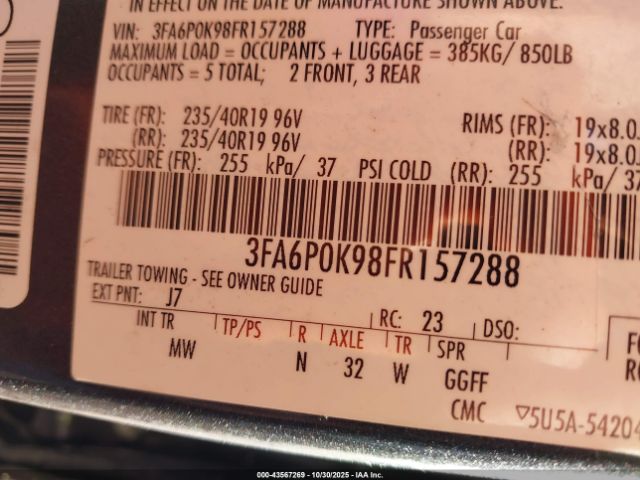 IN EFFECT ON THE DATE OF MANUFACTURE SHOWN ABOVE.
VIN: 3FA6P0K98FR157288 TYPE: Passenger Car
MAXIMUM LOAD = OCCUPANTS + LUGGAGE = 385KG/ 850LB
OCCUPANTS = 5 TOTAL; 2 FRONT, 3 REAR
TIRE (FR): 235/40R19 96V RIMS (FR): 19x8.0
(RR): 235/40R19 96V (RR): 19x8.0
PRESSURE (FR): 255 kPa/ 37 PSI COLD (RR): 255 kPa/ 37
3FA6P0K98FR157288
TRAILER TOWING - SEE OWNER GUIDE
EXT PNT: J7 RC: 23 DSO:
INT TR TP/PS R AXLE TR SPR
MW N 32 W GGFF
CMC ▽5U5A-54204
000-43567269 - 10/30/2025 - IAA Inc.